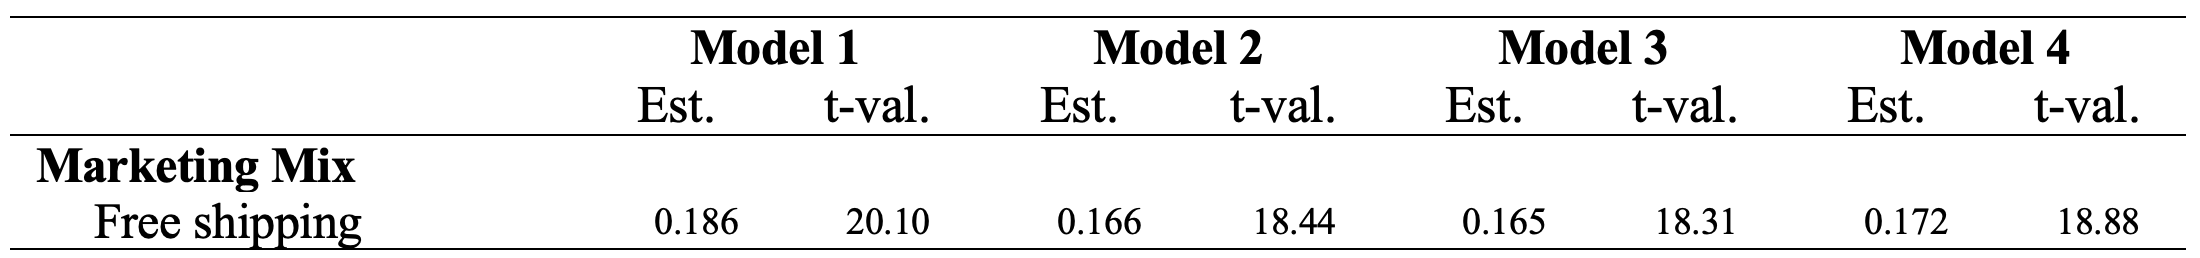 Model 1 Model 2 Model 3 Model 4
Est. t-val. Est. t-val. Est. t-val. Est. t-val.
Marketing Mix
Free shipping 0.186 20.10 0.166 18.44 0.165 18.31 0.172 18.88